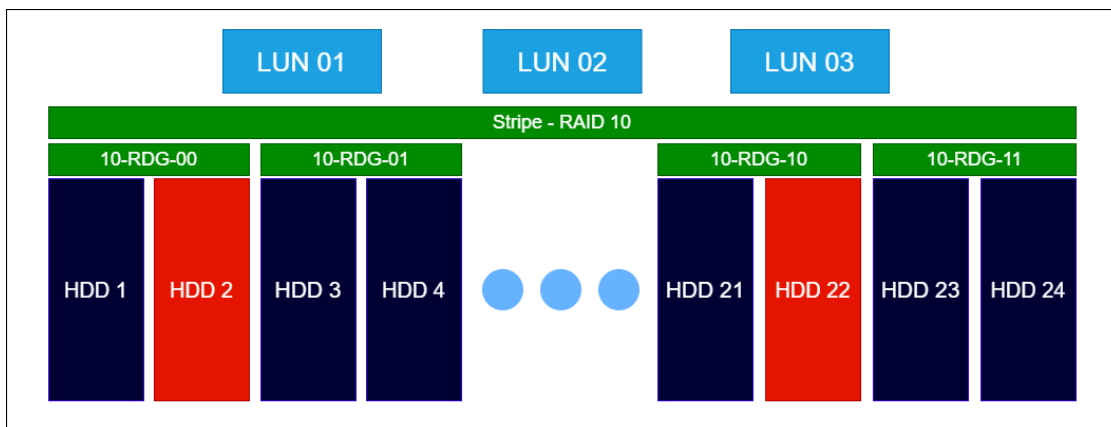 LUN 01
LUN 02
LUN 03
Stripe - RAID 10
10-RDG-00
10-RDG-01
10-RDG-10
10-RDG-11
HDD 1
HDD 2
HDD 3
HDD 4
HDD 21
HDD 22
HDD 23
HDD 24